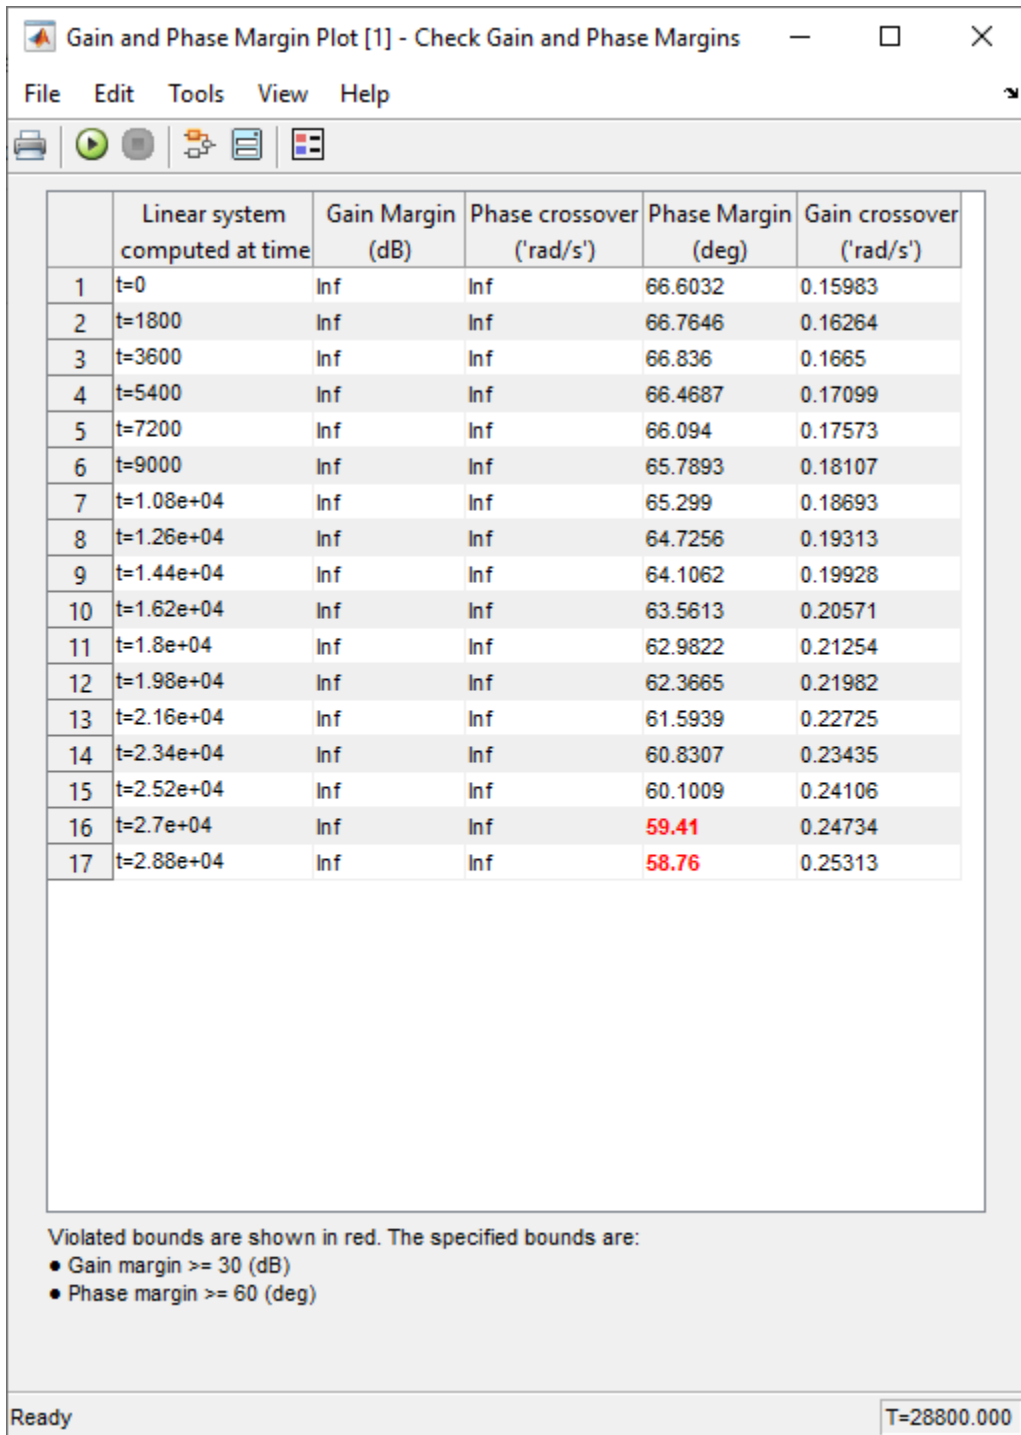 Gain and Phase Margin Plot [1] - Check Gain and Phase Margins
File Edit Tools View Help
Linear system computed at time Gain Margin (dB) Phase crossover ('rad/s') Phase Margin (deg) Gain crossover ('rad/s')
1 t=0 Inf Inf 66.6032 0.15983
2 t=1800 Inf Inf 66.7646 0.16264
3 t=3600 Inf Inf 66.836 0.1665
4 t=5400 Inf Inf 66.4687 0.17099
5 t=7200 Inf Inf 66.094 0.17573
6 t=9000 Inf Inf 65.7893 0.18107
7 t=1.08e+04 Inf Inf 65.299 0.18693
8 t=1.26e+04 Inf Inf 64.7256 0.19313
9 t=1.44e+04 Inf Inf 64.1062 0.19928
10 t=1.62e+04 Inf Inf 63.5613 0.20571
11 t=1.8e+04 Inf Inf 62.9822 0.21254
12 t=1.98e+04 Inf Inf 62.3665 0.21982
13 t=2.16e+04 Inf Inf 61.5939 0.22725
14 t=2.34e+04 Inf Inf 60.8307 0.23435
15 t=2.52e+04 Inf Inf 60.1009 0.24106
16 t=2.7e+04 Inf Inf 59.41 0.24734
17 t=2.88e+04 Inf Inf 58.76 0.25313
Violated bounds are shown in red. The specified bounds are:
● Gain margin >= 30 (dB)
● Phase margin >= 60 (deg)
Ready T=28800.000